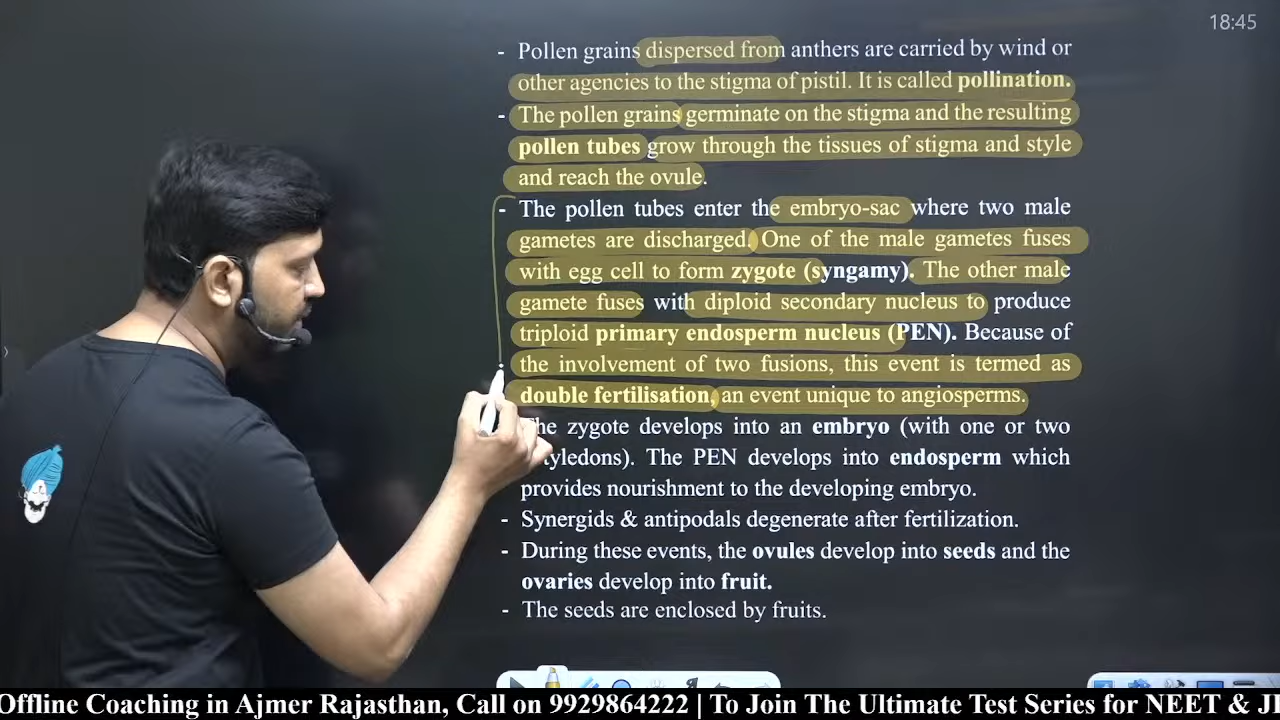 18:45
- Pollen grains dispersed from anthers are carried by wind or
other agencies to the stigma of pistil. It is called pollination.
- The pollen grains germinate on the stigma and the resulting
pollen tubes grow through the tissues of stigma and style
and reach the ovule.
- The pollen tubes enter the embryo-sac where two male
gametes are discharged. One of the male gametes fuses
with egg cell to form zygote (syngamy). The other male
gamete fuses with diploid secondary nucleus to produce
triploid primary endosperm nucleus (PEN). Because of
the involvement of two fusions, this event is termed as
double fertilisation, an event unique to angiosperms.
The zygote develops into an embryo (with one or two
tyledons). The PEN develops into endosperm which
provides nourishment to the developing embryo.
- Synergids & antipodals degenerate after fertilization.
- During these events, the ovules develop into seeds and the
ovaries develop into fruit.
- The seeds are enclosed by fruits.
Offline Coaching in Ajmer Rajasthan, Call on 9929864222 | To Join The Ultimate Test Series for NEET & JE